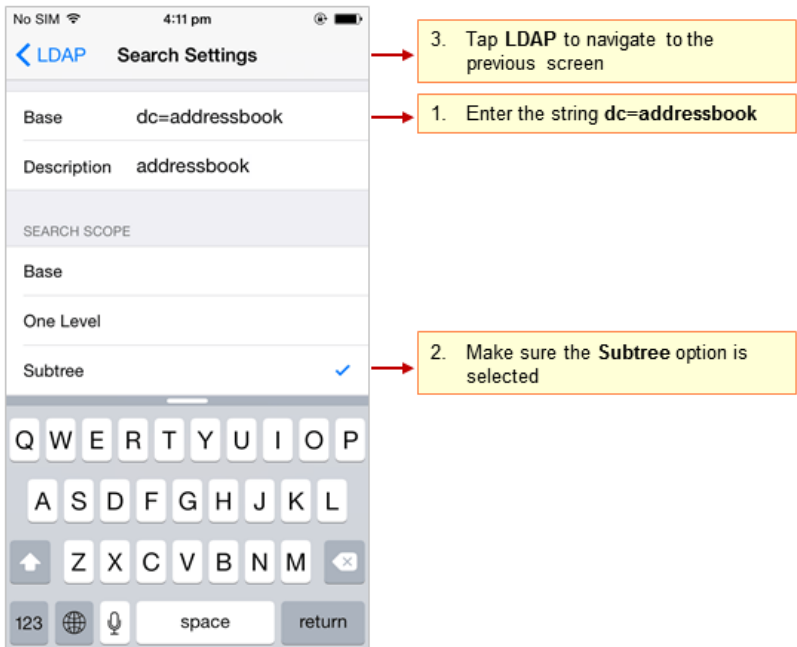 No SIM 4:11 pm
LDAP Search Settings
3. Tap LDAP to navigate to the
previous screen
Base dc=addressbook
1. Enter the string dc=addressbook
Description addressbook
SEARCH SCOPE
Base
One Level
Subtree
2. Make sure the Subtree option is
selected
Q W E R T Y U I O P
A S D F G H J K L
Z X C V B N M
123 space return